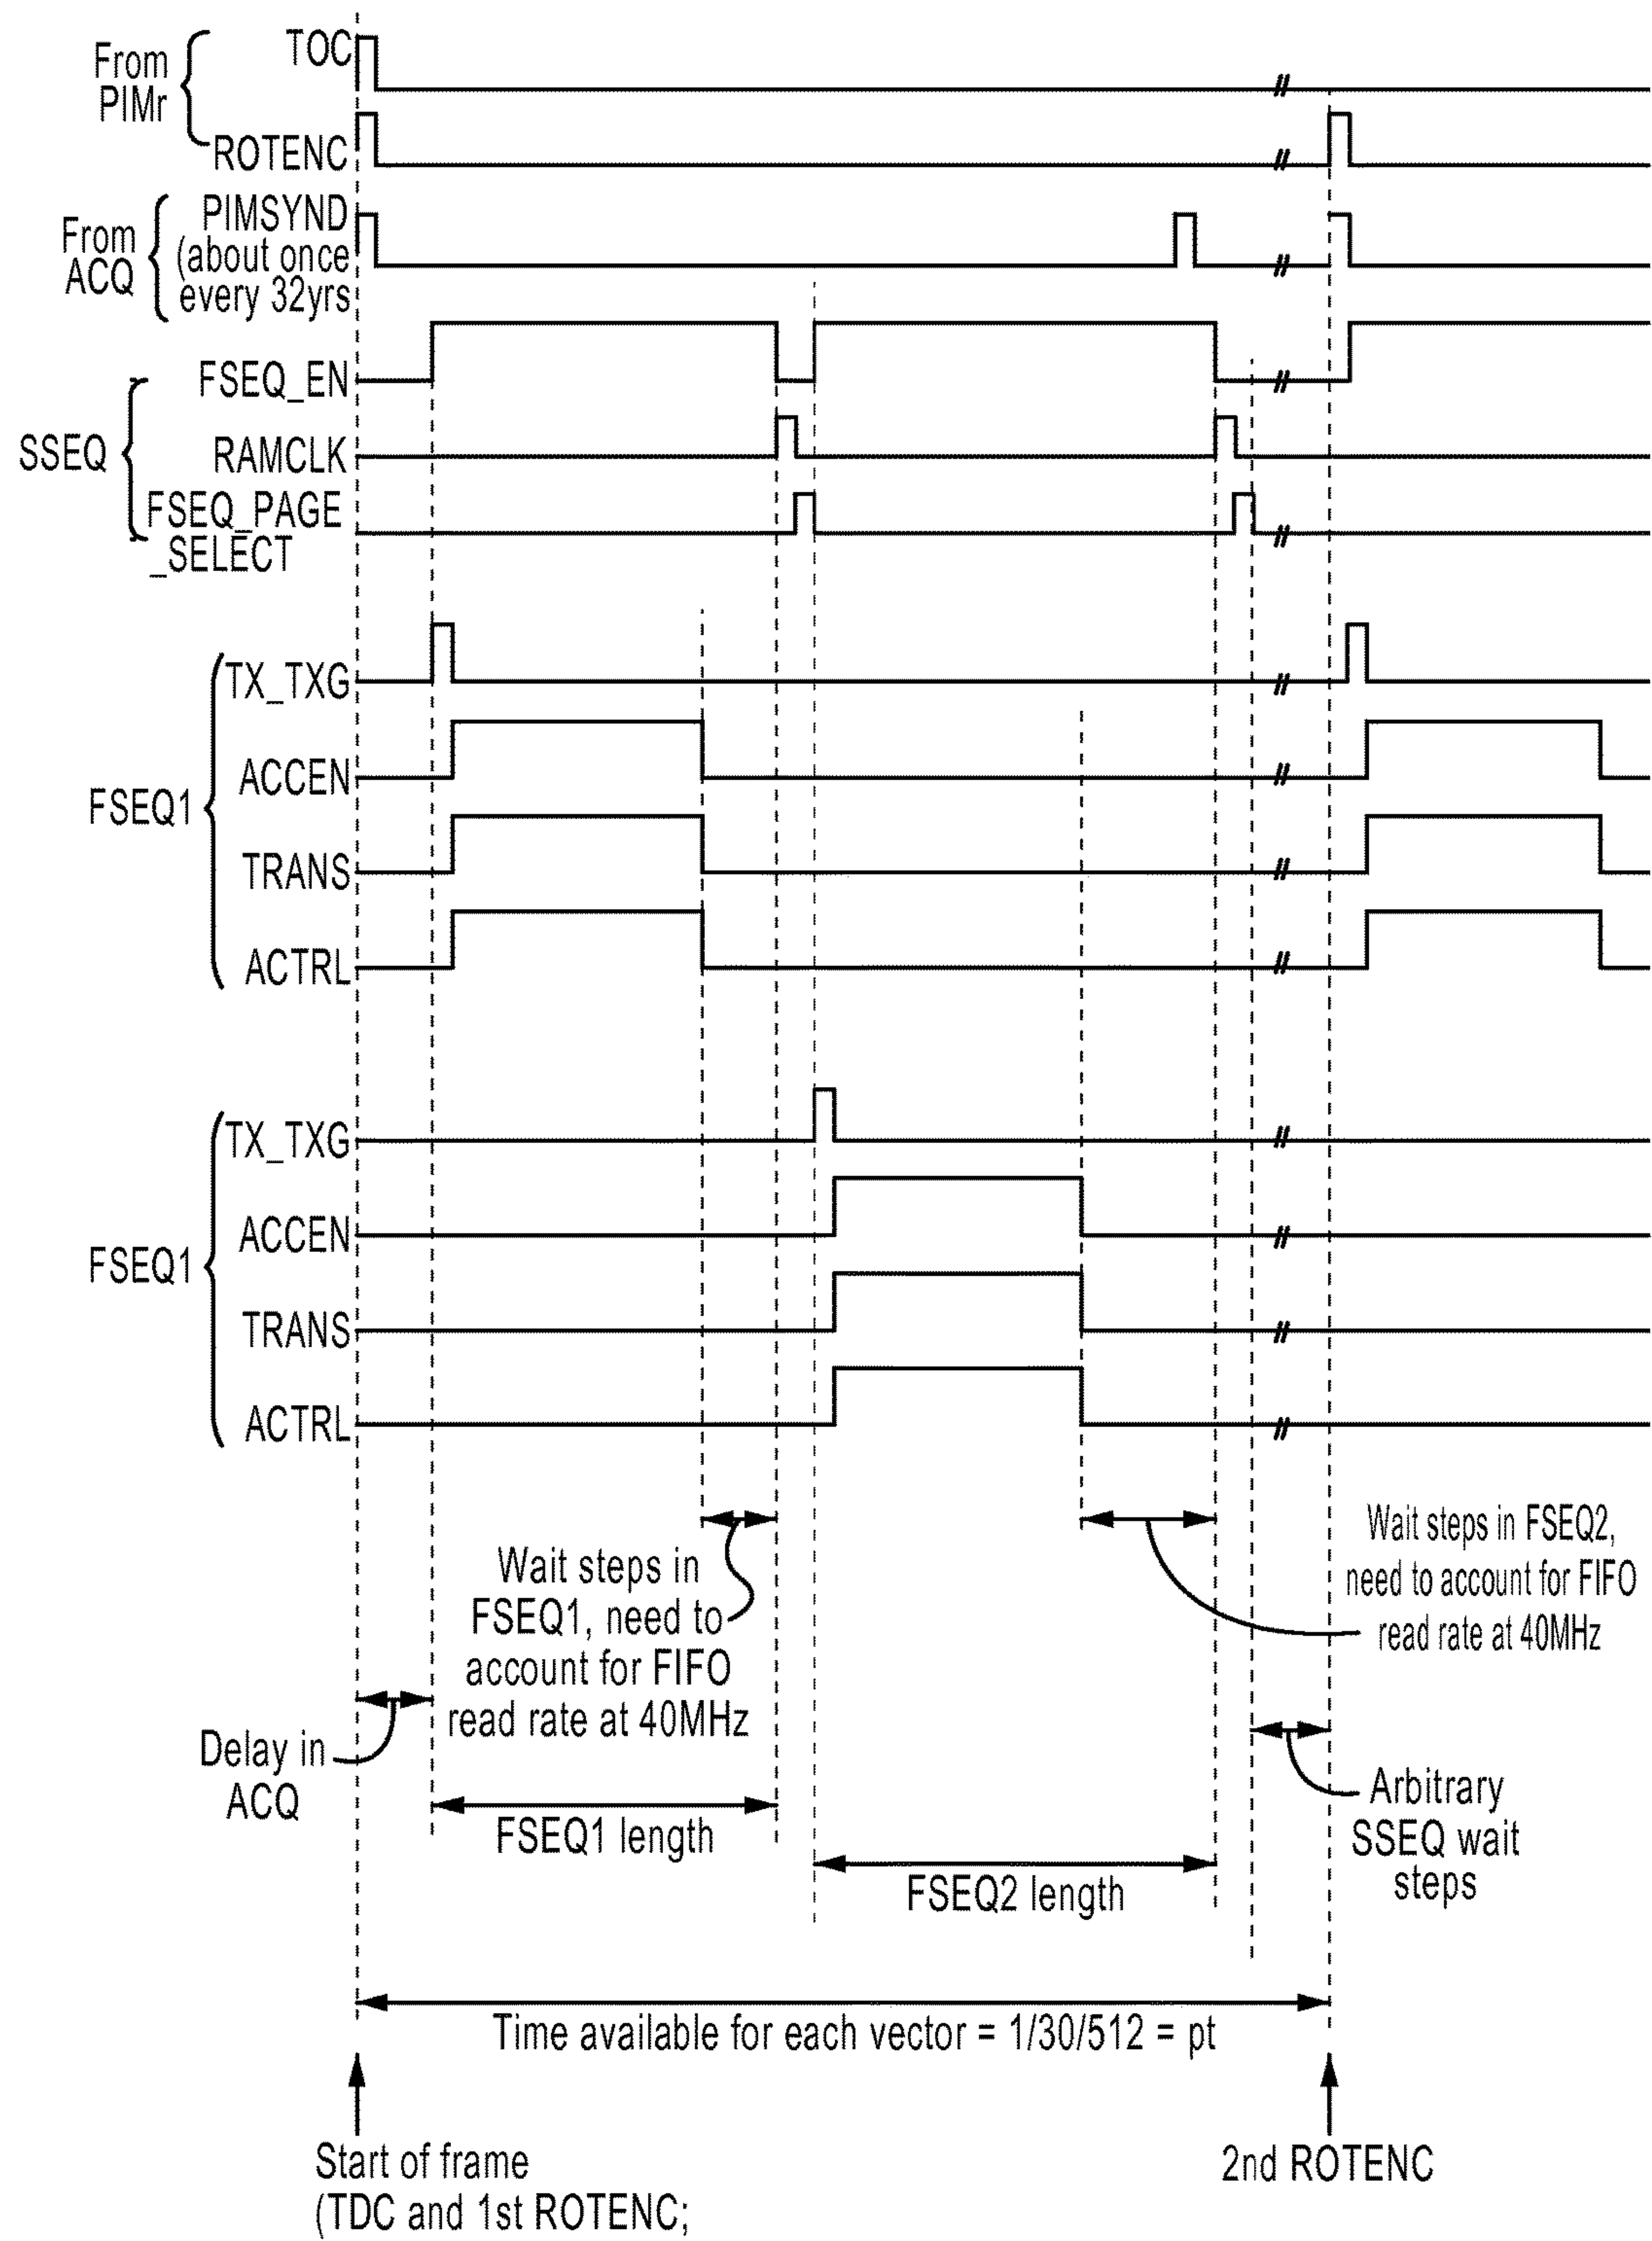 TOC
From
PIMr
ROTENC
PIMSYND
From
ACQ
(about once
every 32yrs
FSEQ_EN
SSEQ
RAMCLK
FSEQ_PAGE
_SELECT
TX_TXG
ACCEN
FSEQ1
TRANS
ACTRL
TX_TXG
ACCEN
FSEQ1
TRANS
ACTRL
Wait steps in
FSEQ1, need to
account for FIFO
read rate at 40MHz
Wait steps in FSEQ2,
need to account for FIFO
read rate at 40MHz
Delay in
ACQ
Arbitrary
SSEQ wait
steps
FSEQ1 length
FSEQ2 length
Time available for each vector = 1/30/512 = pt
Start of frame
(TDC and 1st ROTENC;
2nd ROTENC